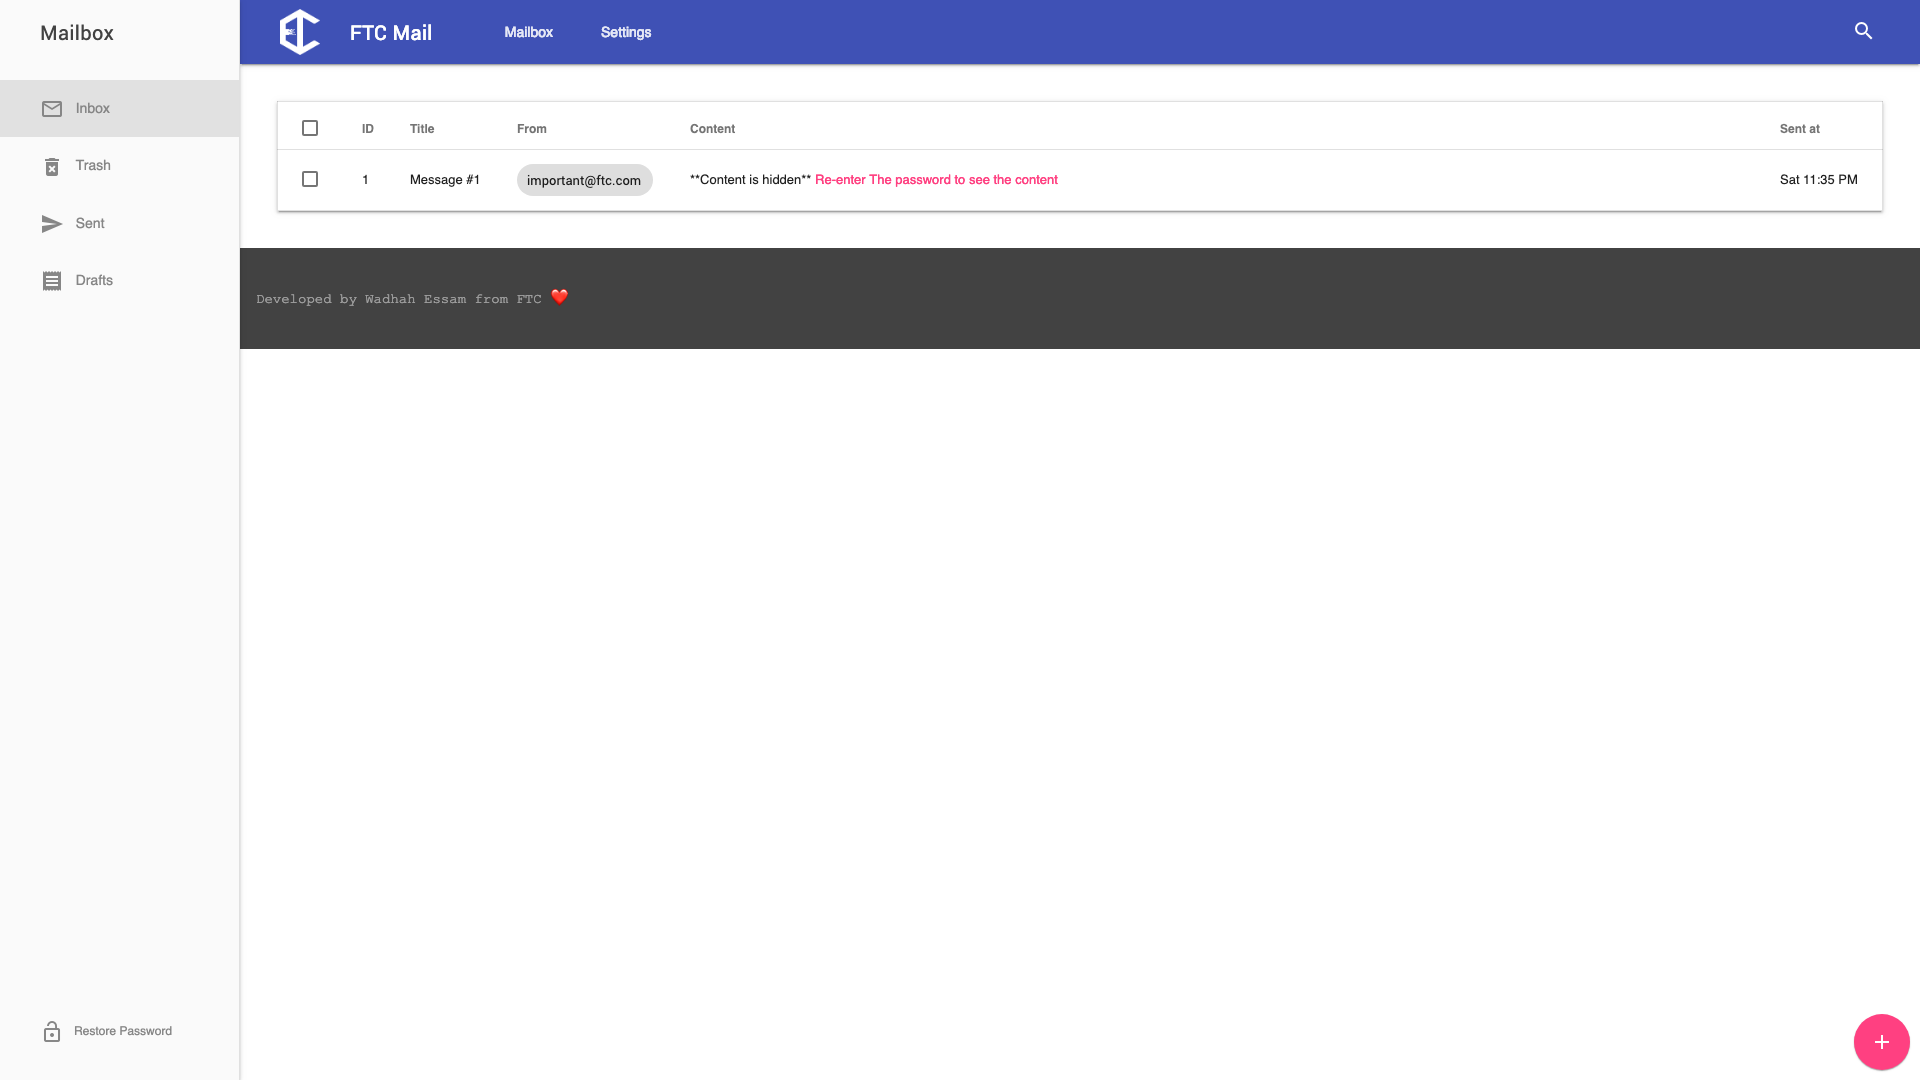 Mailbox
Inbox
Trash
Sent
Drafts
Restore Password
FTC Mail
Mailbox
Settings
ID Title From Content Sent at
1 Message #1 important@ftc.com **Content is hidden** Re-enter The password to see the content Sat 11:35 PM
Developed by Wadhah Essam from FTC ❤️